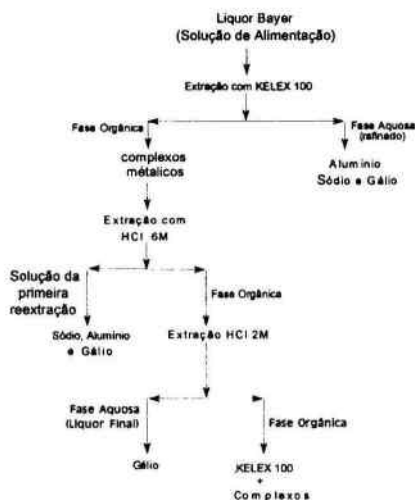 Liquor Bayer
(Solução de Alimentação)
Extração com KELEX 100
Fase Orgânica
Fase Aquosa
(rafinado)
complexos
métalicos
Alumínio
Sódio e Gálio
Extração com
HCl 6M
Solução da
primeira
reextração
Fase Orgânica
Sódio, Alumínio
e Gálio
Extração HCl 2M
Fase Aquosa
(Liquor Final)
Fase Orgânica
Gálio
KELEX 100
+
Complexos